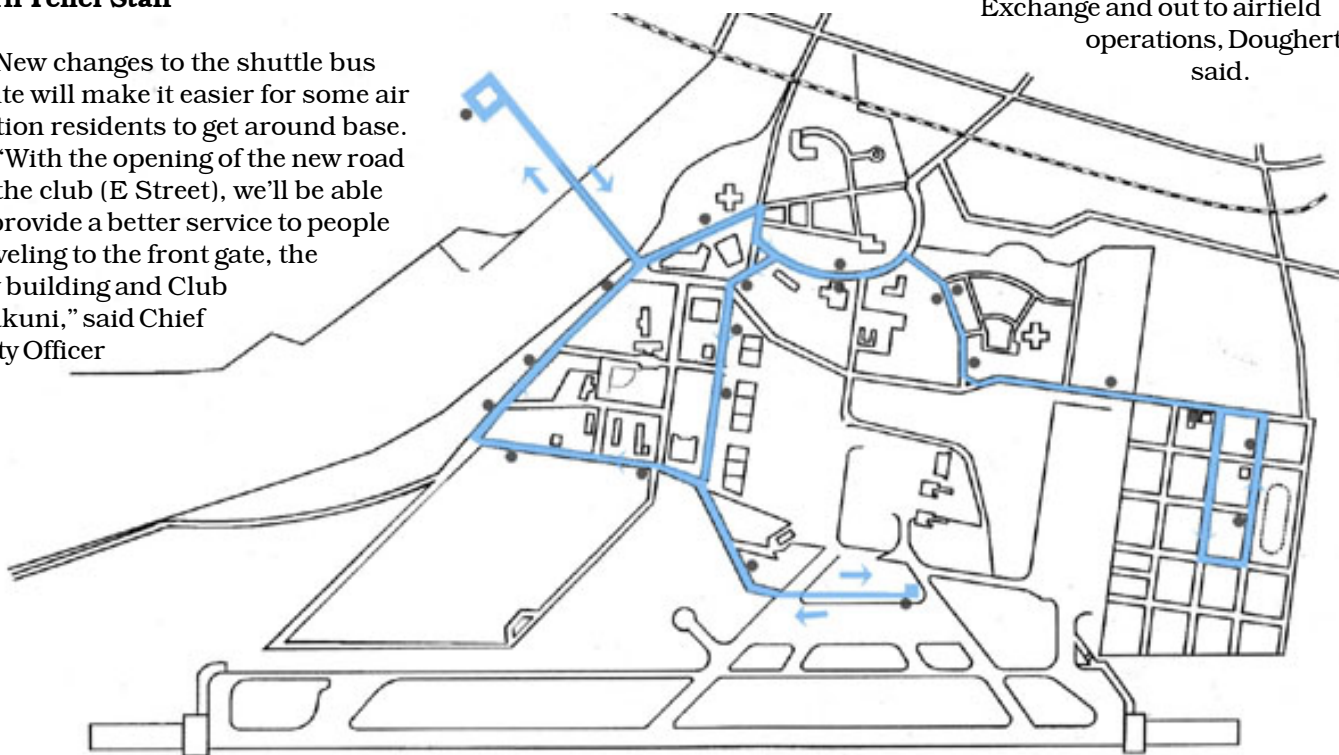 Teller Staff
New changes to the shuttle bus
te will make it easier for some air
tion residents to get around base.
“With the opening of the new road
the club (E Street), we’ll be able
provide a better service to people
veling to the front gate, the
building and Club
kuni,” said Chief
ty Officer
Exchange and out to airfield
operations, Doughert
said.